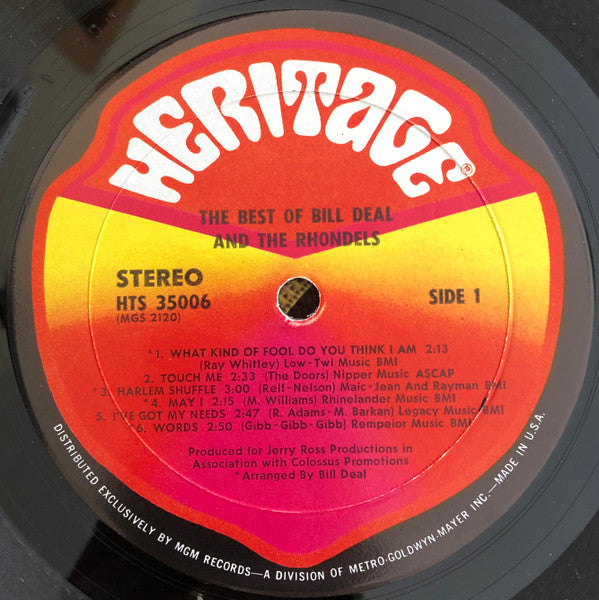 HERITAGE®
THE BEST OF BILL DEAL
AND THE RHONDELS
STEREO
HTS 35006
(MGS 2120)
SIDE 1
*1. WHAT KIND OF FOOL DO YOU THINK I AM 2:13
(Ray Whitley) Low-Twi Music BMI
2. TOUCH ME 2:33 (The Doors) Nipper Music ASCAP
*3. HARLEM SHUFFLE 3:00 (Relf-Nelson) Maic-Jean And Rayman BMI
*4. MAY I 2:15 (M. Williams) Rhinelander Music BMI
5. I'VE GOT MY NEEDS 2:47 (R. Adams-M. Barkan) Legacy Music BMI
*6. WORDS 2:50 (Gibb-Gibb-Gibb) Rempeior Music BMI
Produced for Jerry Ross Productions in
Association with Colossus Promotions
*Arranged By Bill Deal
DISTRIBUTED EXCLUSIVELY BY MGM RECORDS—A DIVISION OF METRO-GOLDWYN-MAYER INC.—MADE IN U.S.A.